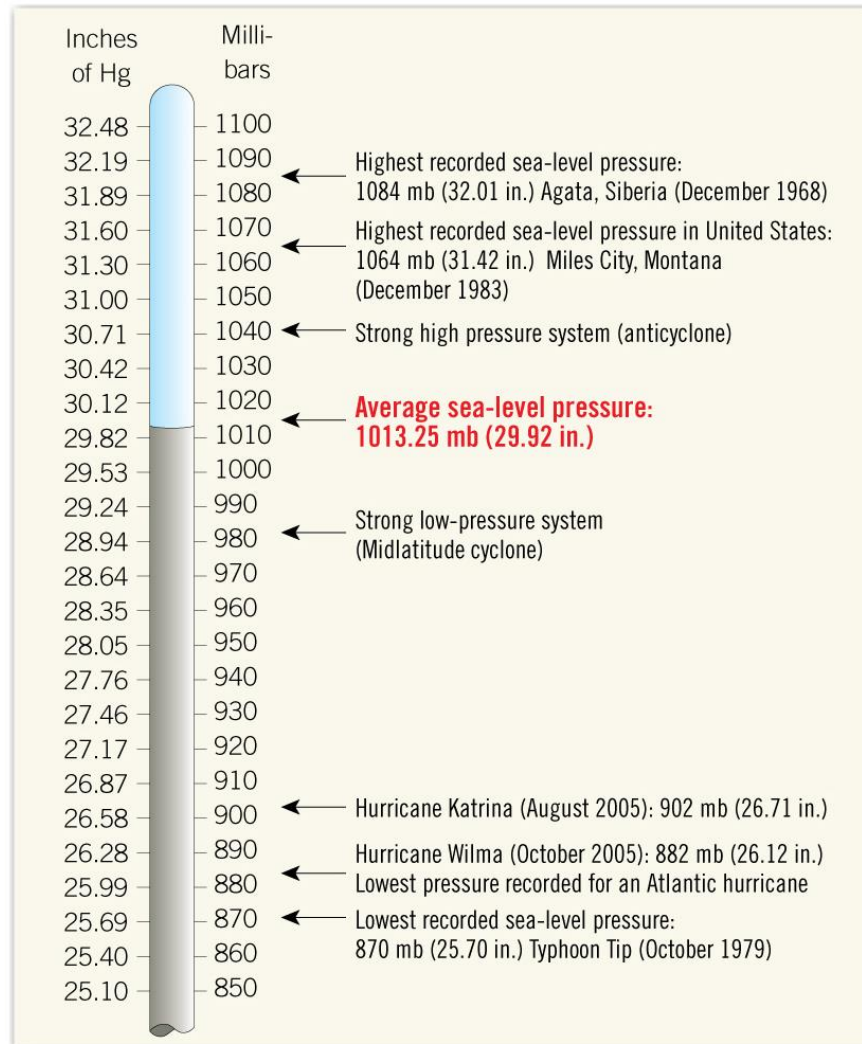 Inches
of Hg
Milli-
bars
32.48 1100
32.19 1090
31.89 1080
31.60 1070
31.30 1060
31.00 1050
30.71 1040
30.42 1030
30.12 1020
29.82 1010
29.53 1000
29.24 990
28.94 980
28.64 970
28.35 960
28.05 950
27.76 940
27.46 930
27.17 920
26.87 910
26.58 900
26.28 890
25.99 880
25.69 870
25.40 860
25.10 850
Highest recorded sea-level pressure:
1084 mb (32.01 in.) Agata, Siberia (December 1968)
Highest recorded sea-level pressure in United States:
1064 mb (31.42 in.) Miles City, Montana
(December 1983)
Strong high pressure system (anticyclone)
Average sea-level pressure:
1013.25 mb (29.92 in.)
Strong low-pressure system
(Midlatitude cyclone)
Hurricane Katrina (August 2005): 902 mb (26.71 in.)
Hurricane Wilma (October 2005): 882 mb (26.12 in.)
Lowest pressure recorded for an Atlantic hurricane
Lowest recorded sea-level pressure:
870 mb (25.70 in.) Typhoon Tip (October 1979)